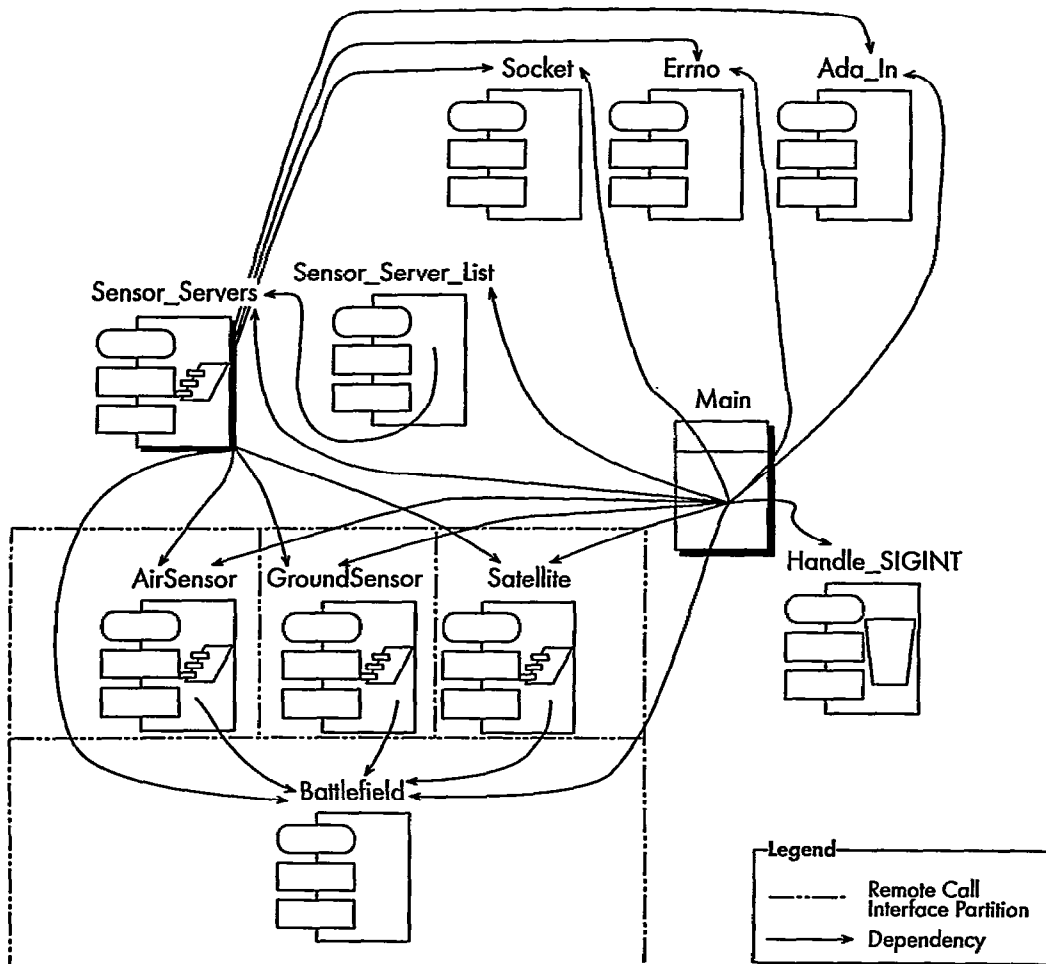 Socket
Errno
Ada_In
Sensor_Server_List
Sensor_Servers
Main
AirSensor
GroundSensor
Satellite
Handle_SIGINT
Battlefield
Legend
Remote Call
Interface Partition
Dependency